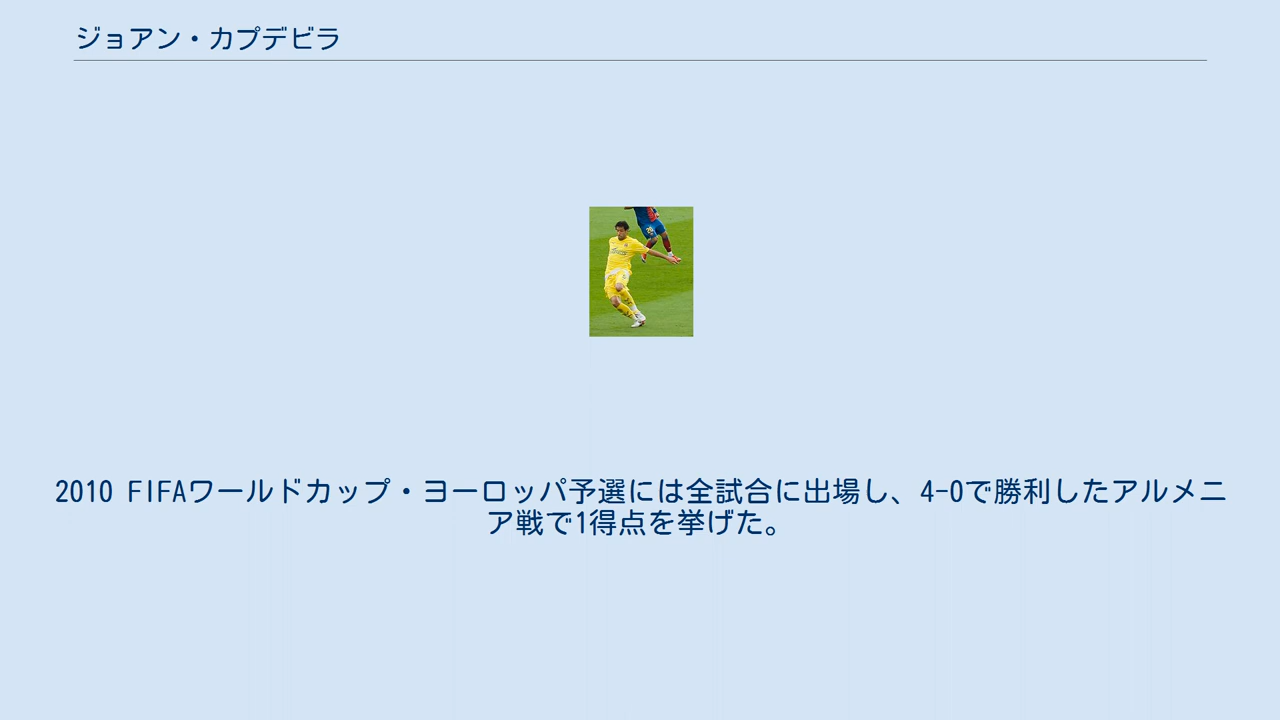 ジョアン・カプデビラ
2010 FIFAワールドカップ・ヨーロッパ予選には全試合に出場し、4-0で勝利したアルメニ
ア戦で1得点を挙げた。